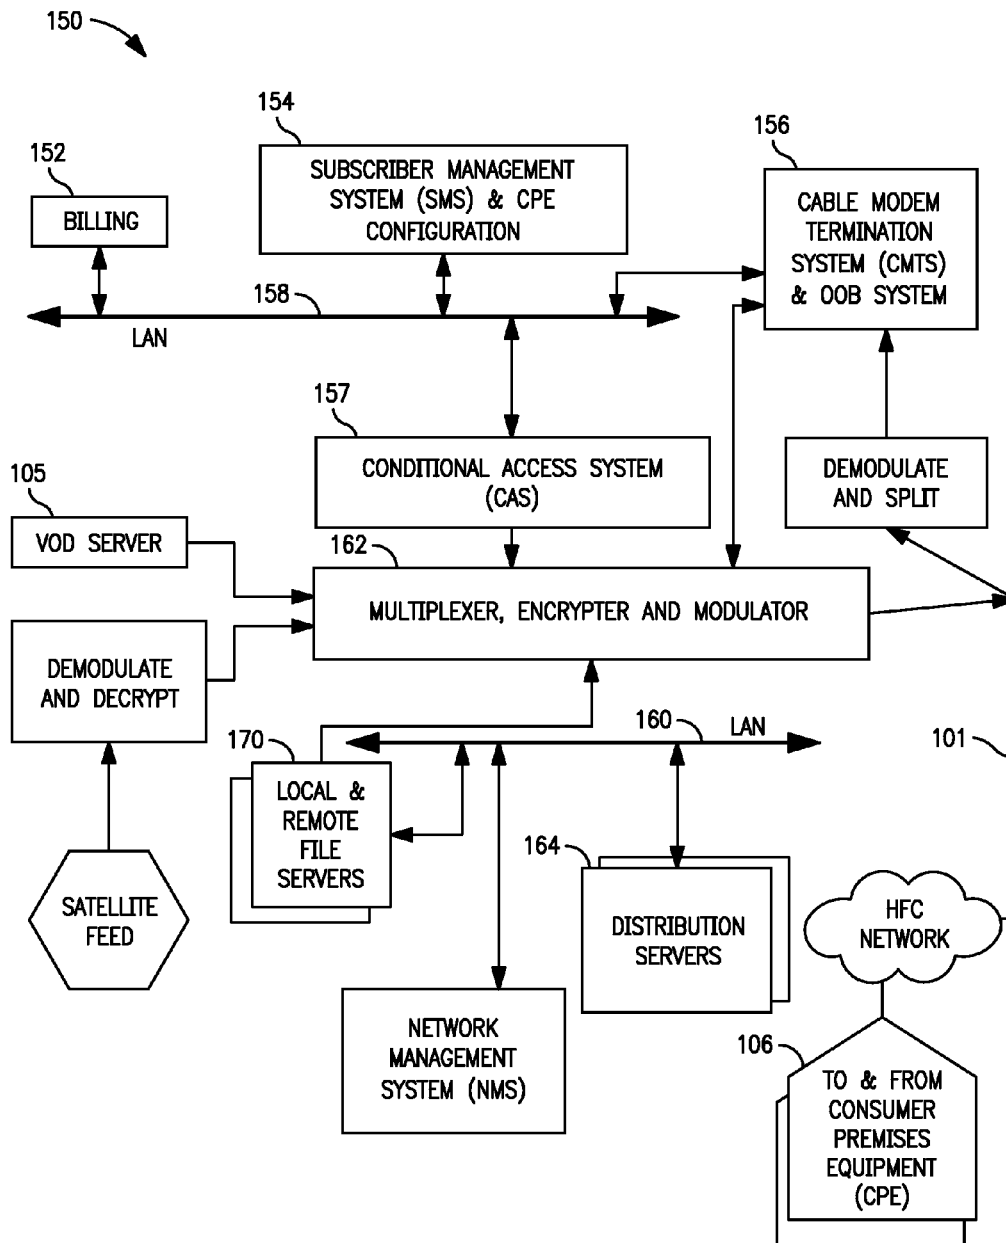 150
154
156
152
SUBSCRIBER MANAGEMENT
SYSTEM (SMS) & CPE
CONFIGURATION
BILLING
CABLE MODEM
TERMINATION
SYSTEM (CMTS)
& OOB SYSTEM
158
LAN
157
CONDITIONAL ACCESS SYSTEM
(CAS)
DEMODULATE
AND SPLIT
105
VOD SERVER
162
MULTIPLEXER, ENCRYPTER AND MODULATOR
DEMODULATE
AND DECRYPT
160
LAN
170
101
LOCAL &
REMOTE
FILE
SERVERS
164
SATELLITE
FEED
DISTRIBUTION
SERVERS
HFC
NETWORK
NETWORK
MANAGEMENT
SYSTEM (NMS)
106
TO & FROM
CONSUMER
PREMISES
EQUIPMENT
(CPE)